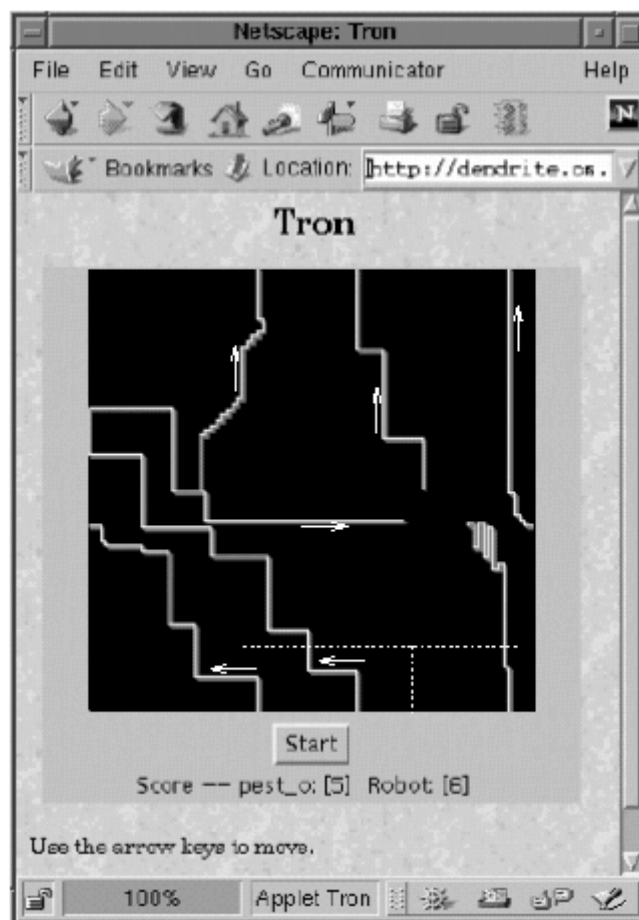 Netscape: Tron
File Edit View Go Communicator Help
N
Bookmarks Location: http://dendrite.cs.
Tron
Start
Score -- pest_o: [5] Robot: [6]
Use the arrow keys to move.
100% Applet Tron